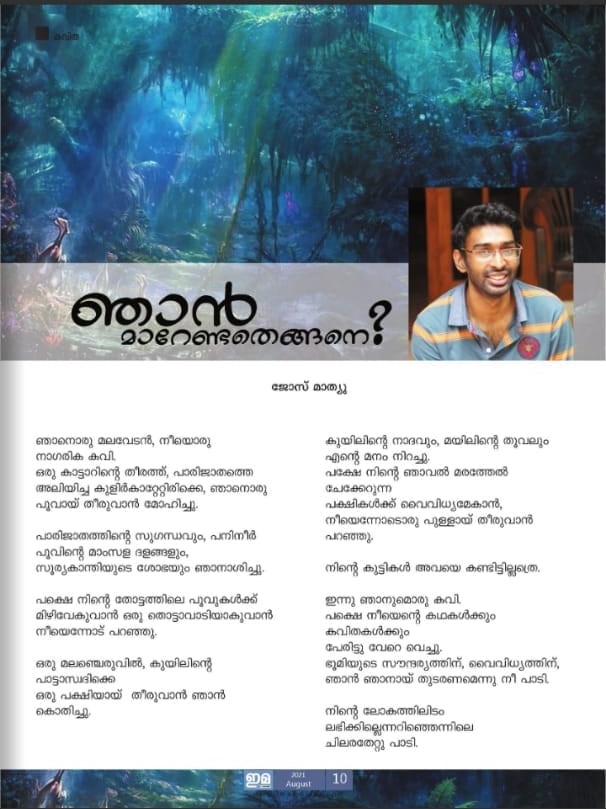 കവിത
ഞാൻ
മാറേണ്ടതെങ്ങനെ?
ജോസ് മാത്യു
ഞാനൊരു മലവേടൻ, നീയൊരു
നാഗരിക കവി.
ഒരു കാട്ടാറിന്റെ തീരത്ത്, പാരിജാതത്തെ
അലിയിച്ച കുളിർകാറ്റേറ്റിരിക്കെ, ഞാനൊരു
പൂവായ് തീരുവാൻ മോഹിച്ചു.
പാരിജാതത്തിന്റെ സുഗന്ധവും, പനിനീർ
പൂവിന്റെ മാംസള ദളങ്ങളും,
സൂര്യകാന്തിയുടെ ശോഭയും ഞാനാശിച്ചു.
പക്ഷെ നിന്റെ തോട്ടത്തിലെ പൂവുകൾക്ക്
മിഴിവേകുവാൻ ഒരു തൊട്ടാവാടിയാകുവാൻ
നീയെന്നോട് പറഞ്ഞു.
ഒരു മലഞ്ചെരുവിൽ, കുയിലിന്റെ
പാട്ടാസ്വദിക്കെ
ഒരു പക്ഷിയായ് തീരുവാൻ ഞാൻ
കൊതിച്ചു.
കുയിലിന്റെ നാദവും, മയിലിന്റെ തൂവലും
എന്റെ മനം നിറച്ചു.
പക്ഷേ നിന്റെ ഞാവൽ മരത്തേൽ
ചേക്കേറുന്ന
പക്ഷികൾക്ക് വൈവിധ്യമേകാൻ,
നീയെന്നോടൊരു പുള്ളായ് തീരുവാൻ
പറഞ്ഞു.
നിന്റെ കുട്ടികൾ അവയെ കണ്ടിട്ടില്ലത്രെ.
ഇന്നു ഞാനുമൊരു കവി.
പക്ഷെ നീയെന്റെ കഥകൾക്കും
കവിതകൾക്കും
പേരിട്ടു വേറെ വെച്ചു.
ഭൂമിയുടെ സൗന്ദര്യത്തിന്, വൈവിധ്യത്തിന്,
ഞാൻ ഞാനായ് തുടരണമെന്നു നീ പാടി.
നിന്റെ ലോകത്തിലിടം
ലഭിക്കില്ലെന്നറിഞ്ഞെന്നിലെ
ചിലരതേറ്റു പാടി.
ഇമ
2021
August
10